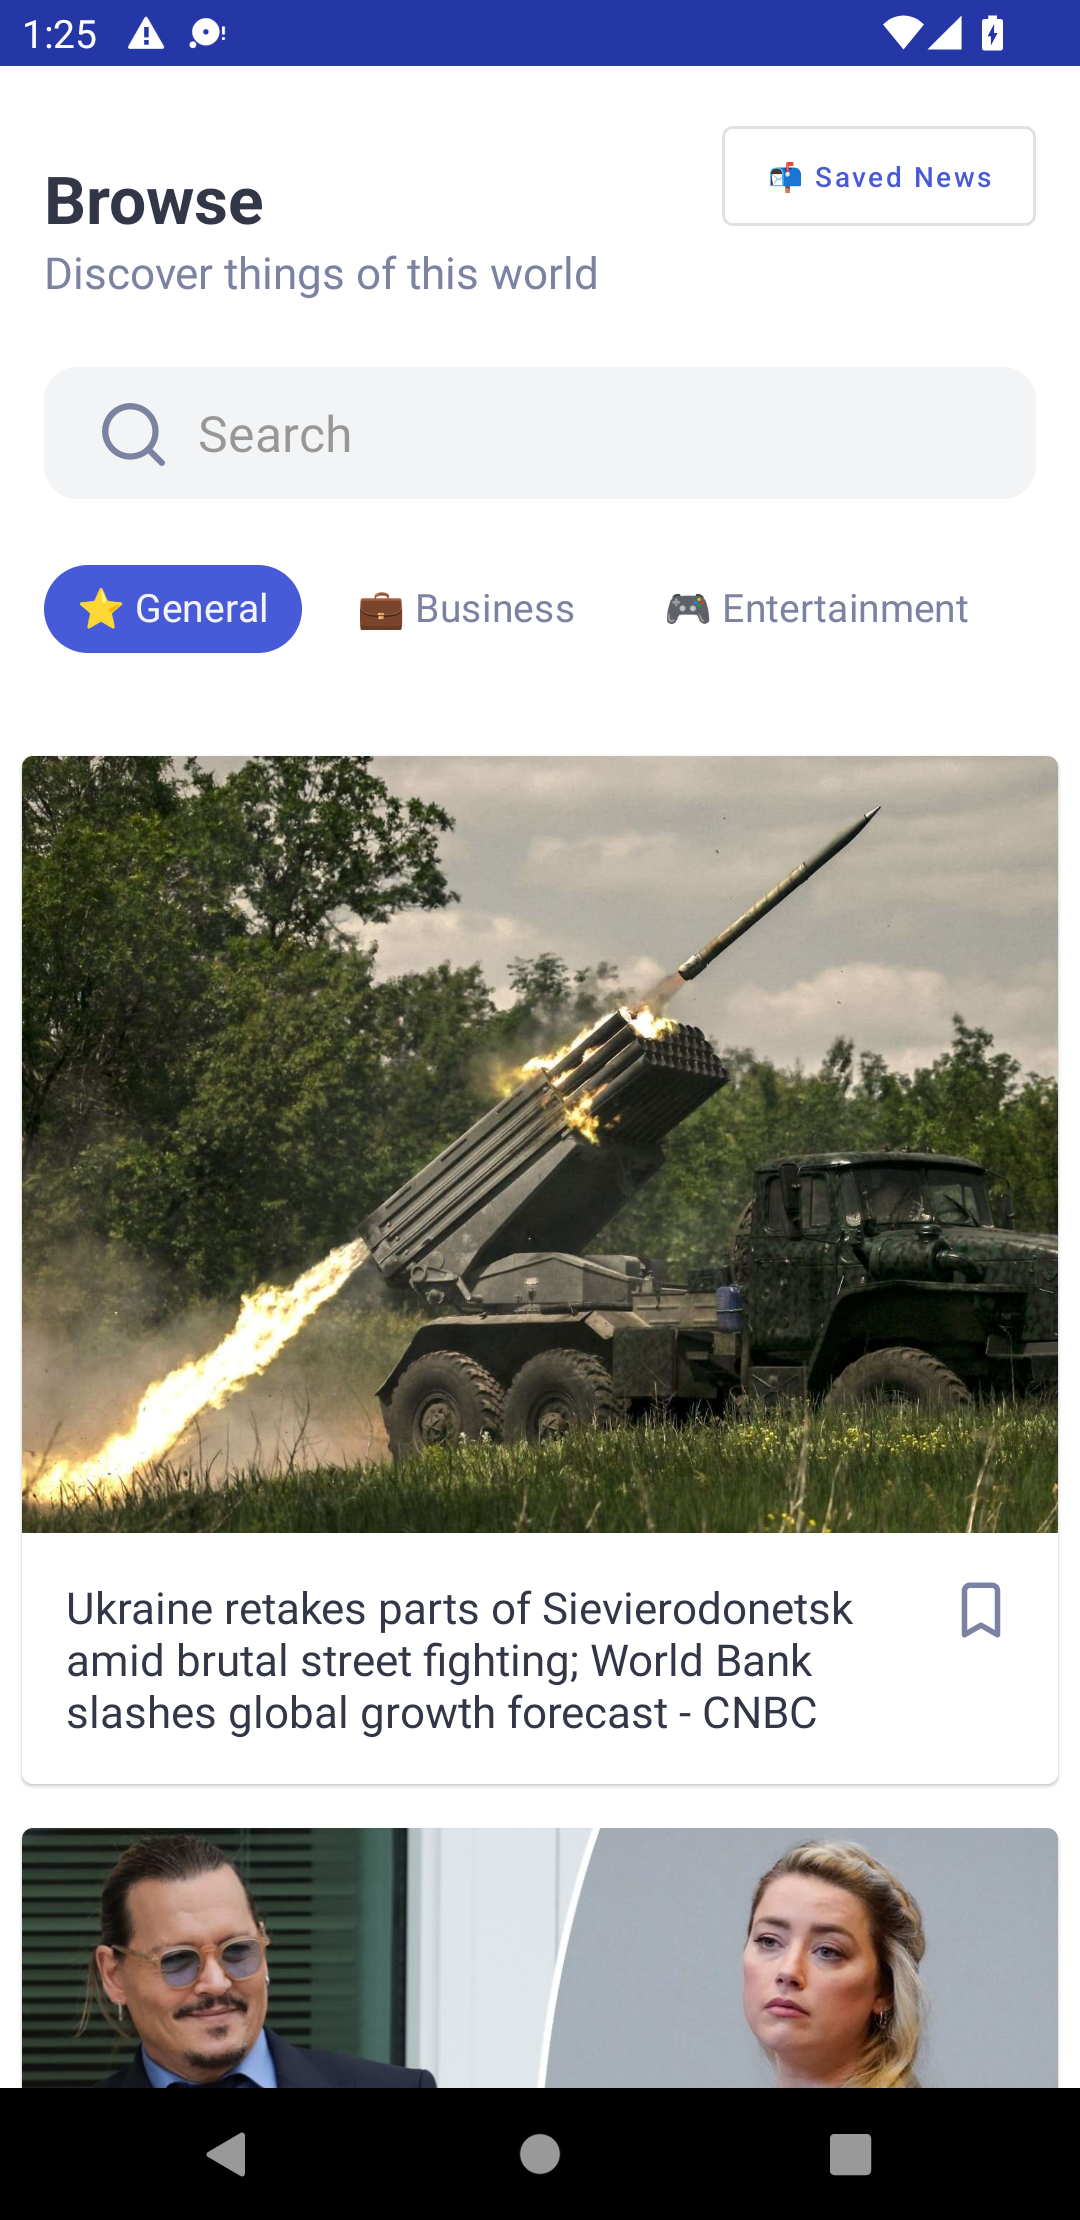 1:25
Saved News
Browse
Discover things of this world
Search
General
Business
Entertainment
Ukraine retakes parts of Sievierodonetsk
amid brutal street fighting; World Bank
slashes global growth forecast - CNBC